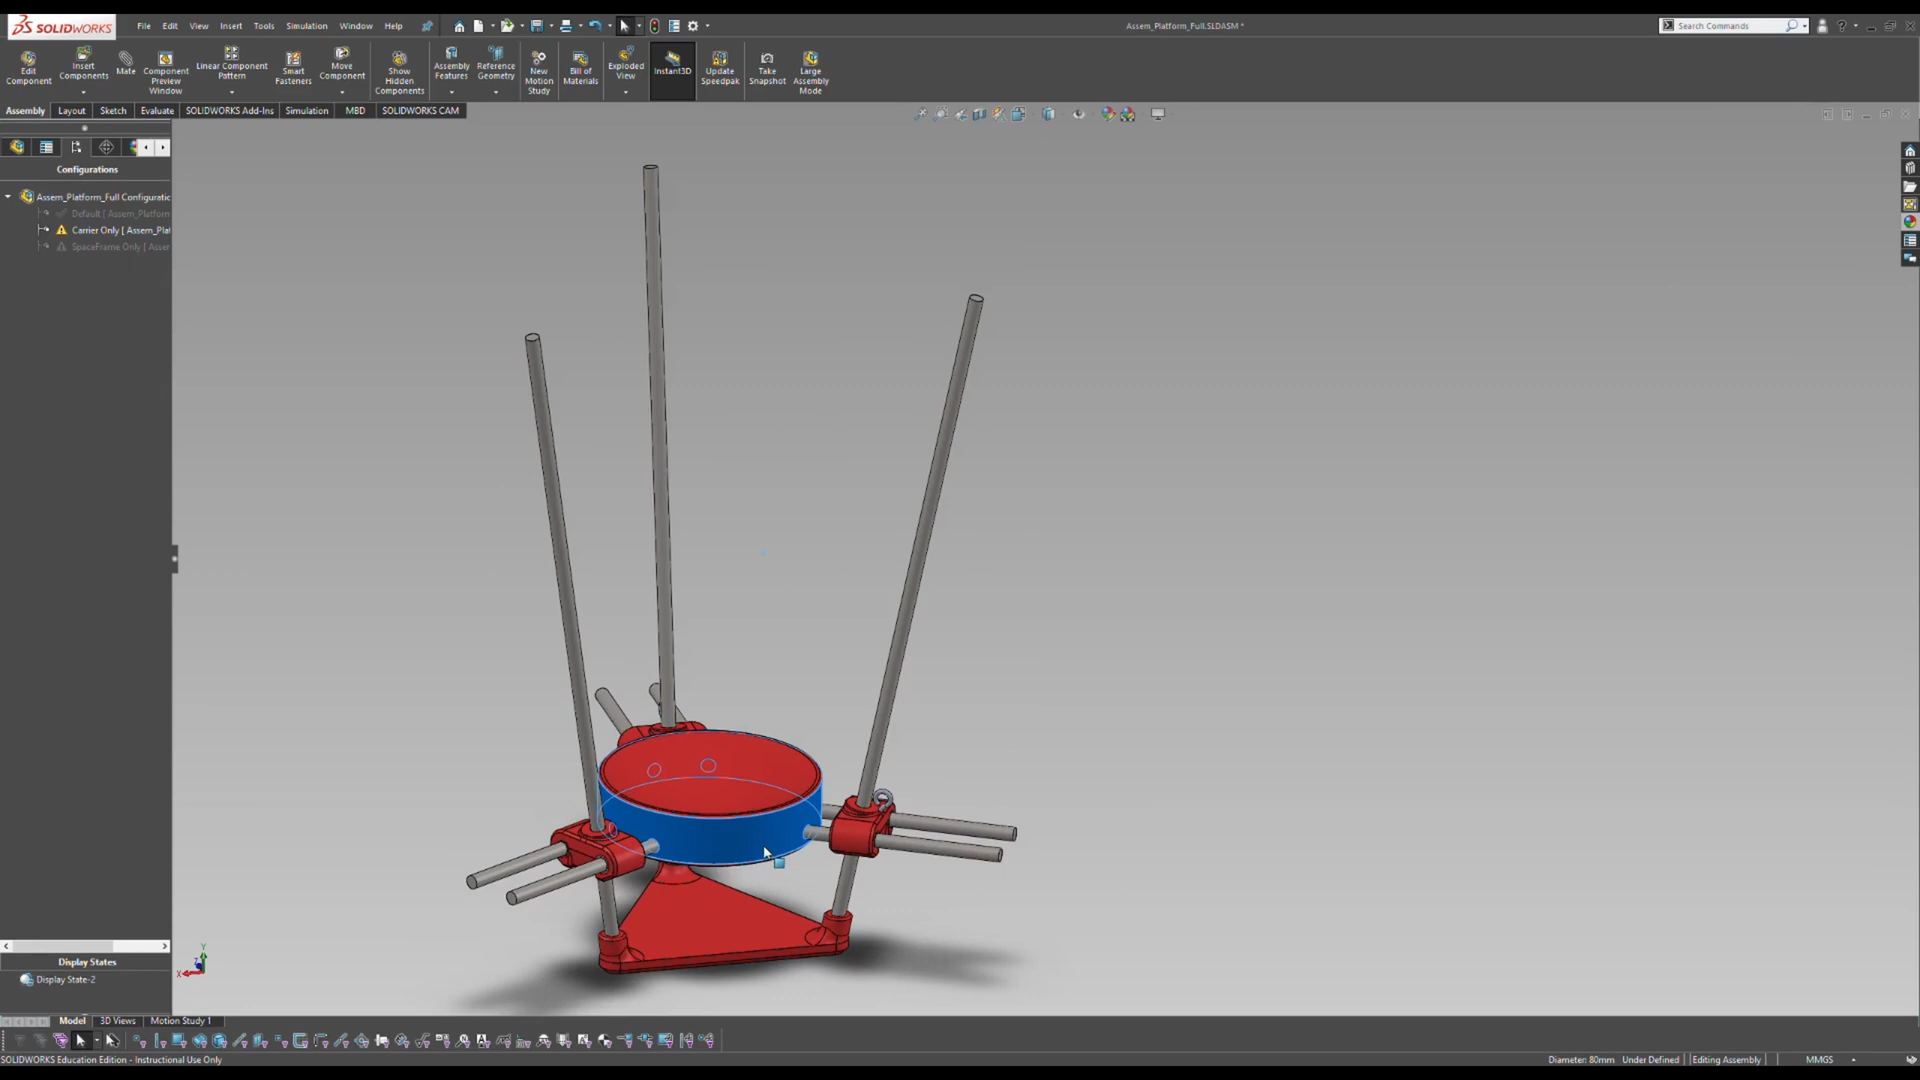 SOLIDWORKS File Edit View Insert Tools Simulation Window Help Assem_Platform_Full.SLDASM * Search Commands
Edit Component
Insert Components
Mate
Component Preview Window
Linear Component Pattern
Smart Fasteners
Move Component
Show Hidden Components
Assembly Features
Reference Geometry
New Motion Study
Bill of Materials
Exploded View
Instant3D
Update Speedpak
Take Snapshot
Large Assembly Mode
Assembly Layout Sketch Evaluate SOLIDWORKS Add-Ins Simulation MBD SOLIDWORKS CAM
Configurations
Assem_Platform_Full Configuratic
Default [ Assem_Platform
Carrier Only [ Assem_Plat
SpaceFrame Only [ Asser
Y
X
Z
Display States
Display State-2
Model 3D Views Motion Study 1
SOLIDWORKS Education Edition - Instructional Use Only Diameter: 80mm Under Defined Editing Assembly MMGS